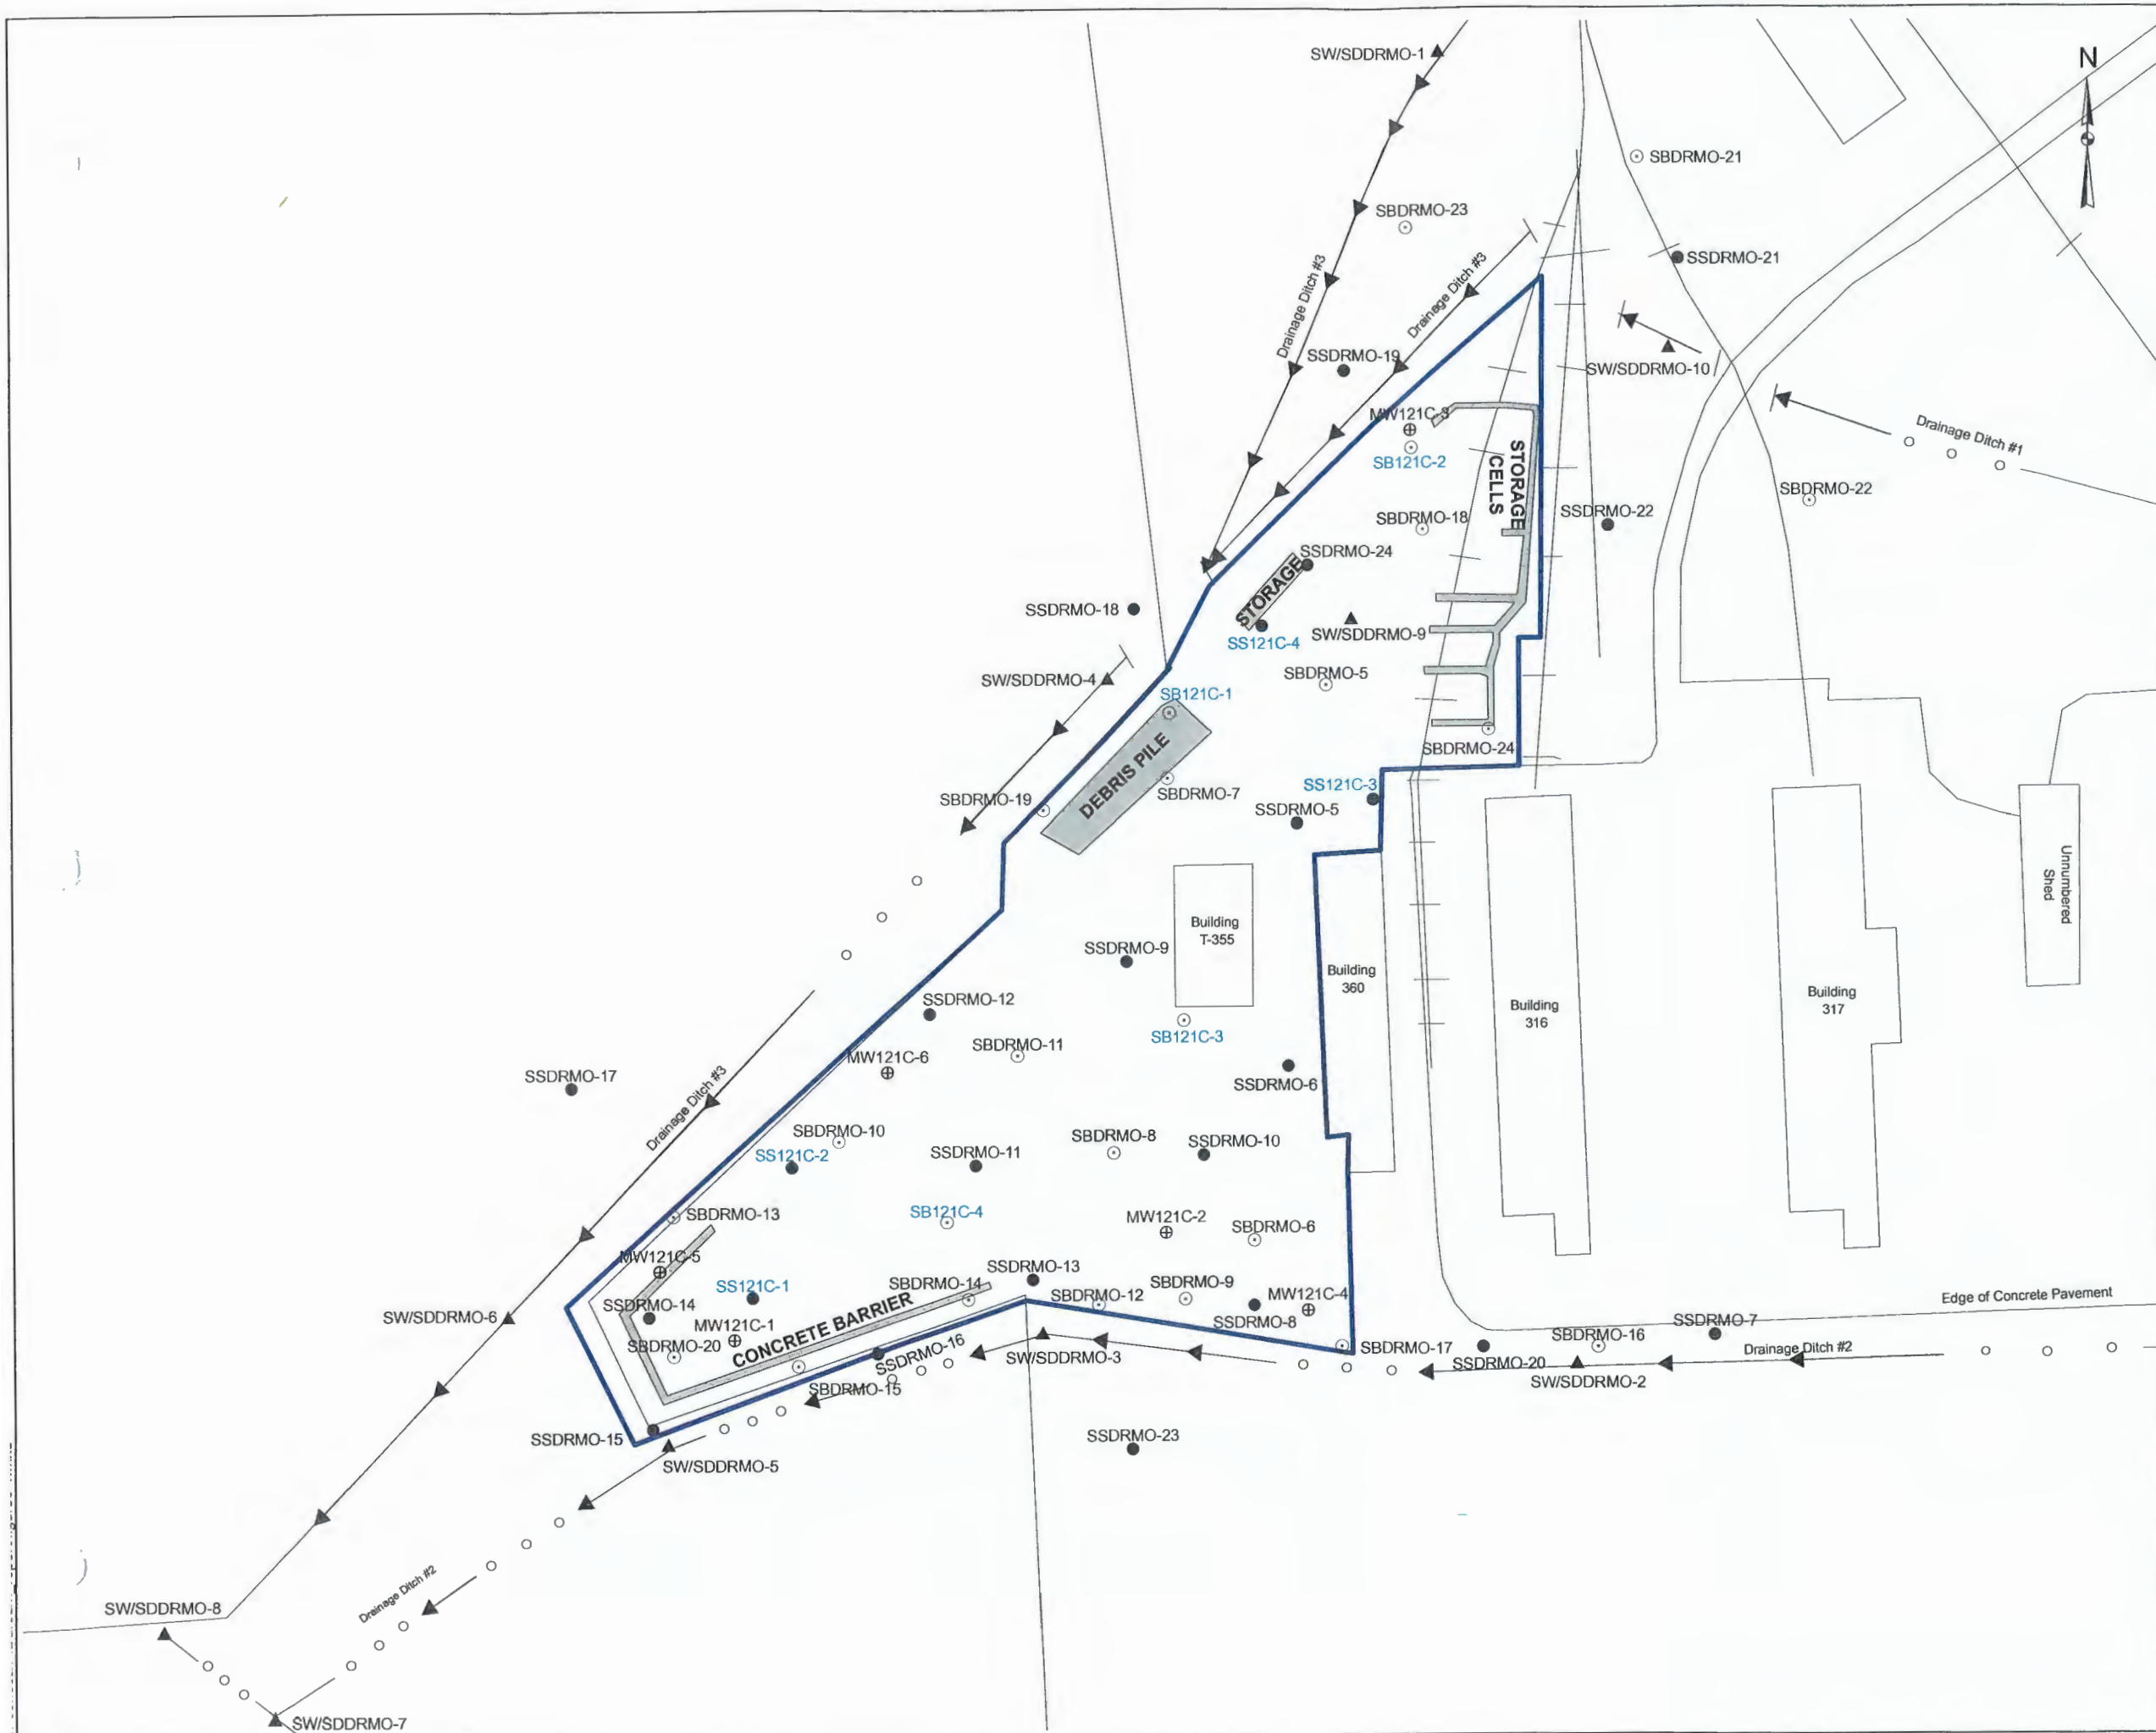 SW/SDDRMO-1
N
SBDRMO-21
SBDRMO-23
SSDRMO-21
Drainage Ditch #3
Drainage Ditch #3
SSDRMO-19
SW/SDDRMO-10
MW121C-3
Drainage Ditch #1
SB121C-2
STORAGE
CELLS
SBDRMO-22
SBDRMO-18
SSDRMO-22
SSDRMO-24
STORAGE
SSDRMO-18
SW/SDDRMO-9
SS121C-4
SBDRMO-5
SW/SDDRMO-4
SB121C-1
SBDRMO-24
DEBRIS PILE
SS121C-3
SBDRMO-7
SBDRMO-19
SSDRMO-5
Unnumbered
Shed
Building
T-355
SSDRMO-9
Building
360
Building
317
Building
316
SSDRMO-12
SB121C-3
SBDRMO-11
MW121C-6
SSDRMO-17
SSDRMO-6
Drainage Ditch #3
SBDRMO-10
SBDRMO-8
SSDRMO-10
SS121C-2
SSDRMO-11
SBDRMO-13
SB121C-4
MW121C-2
SBDRMO-6
MW121C-5
SSDRMO-13
SS121C-1
SBDRMO-14
SBDRMO-9
SBDRMO-12
MW121C-4
Edge of Concrete Pavement
SSDRMO-14
SW/SDDRMO-6
SSDRMO-8
SSDRMO-7
MW121C-1
CONCRETE BARRIER
SBDRMO-20
SBDRMO-17
SBDRMO-16
Drainage Ditch #2
SSDRMO-16
SW/SDDRMO-3
SSDRMO-20
SW/SDDRMO-2
SBDRMO-15
SSDRMO-15
SSDRMO-23
SW/SDDRMO-5
Drainage Ditch #2
SW/SDDRMO-8
SW/SDDRMO-7